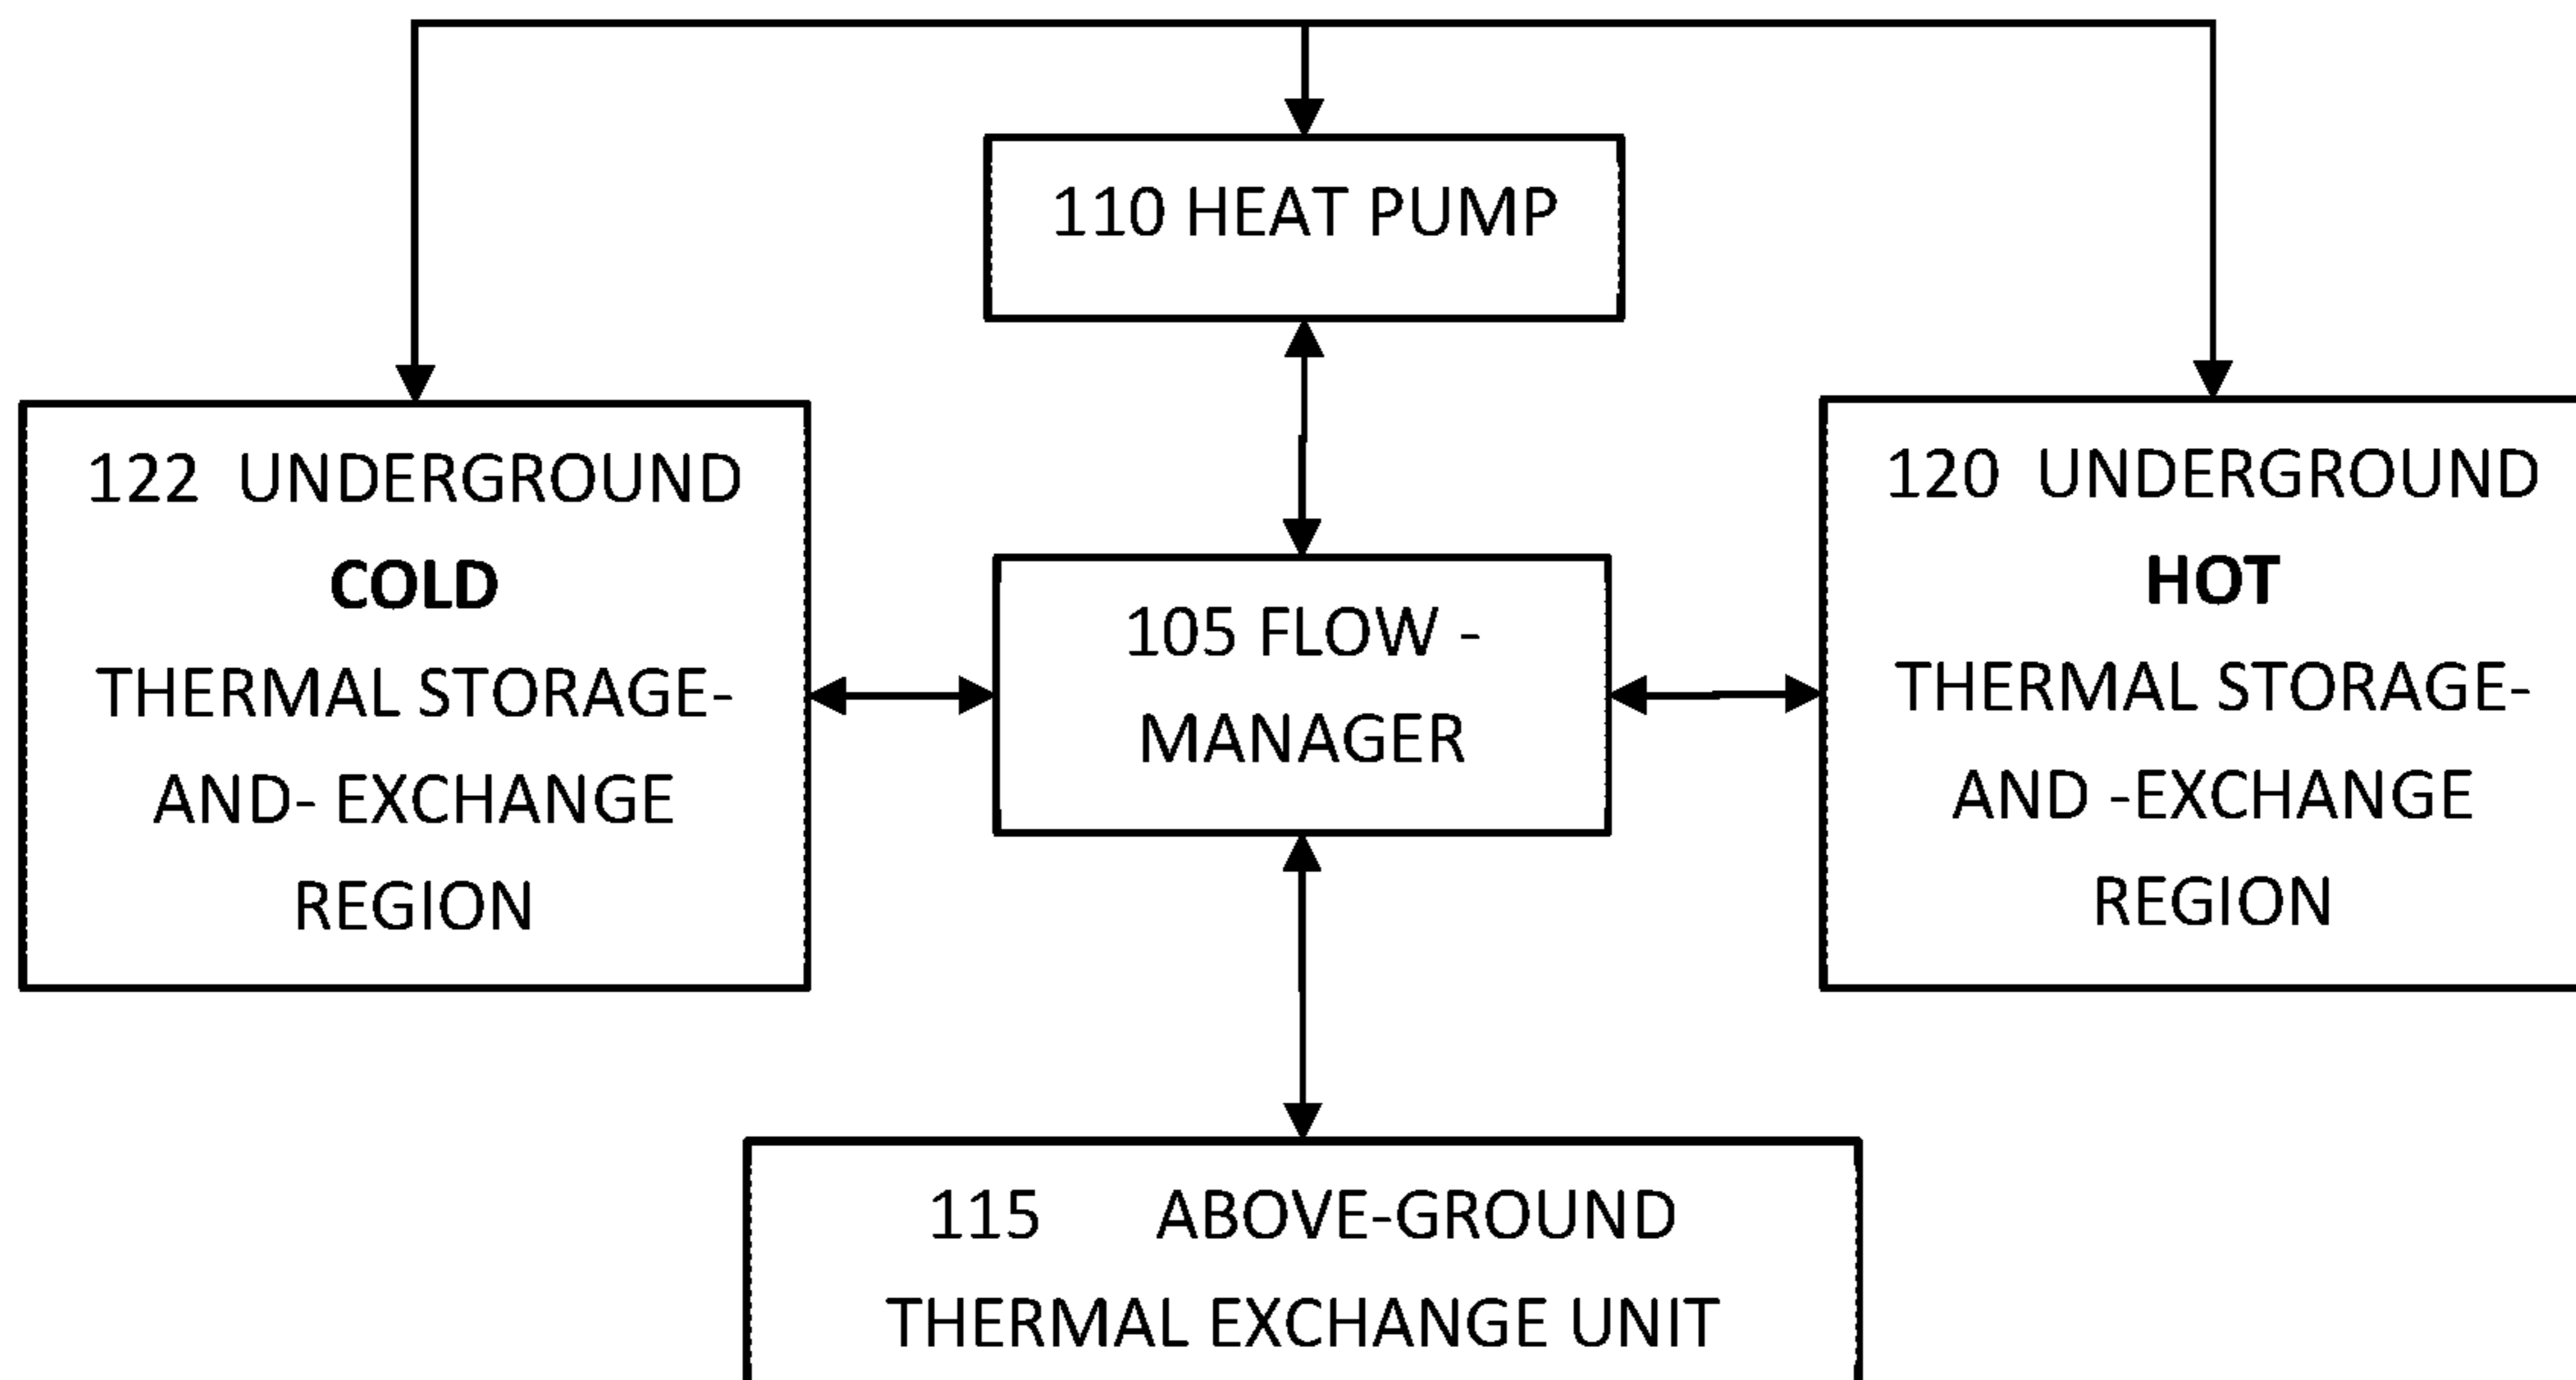 110 HEAT PUMP
122 UNDERGROUND
COLD
THERMAL STORAGE-
AND- EXCHANGE
REGION
105 FLOW -
MANAGER
120 UNDERGROUND
HOT
THERMAL STORAGE-
AND -EXCHANGE
REGION
115 ABOVE-GROUND
THERMAL EXCHANGE UNIT